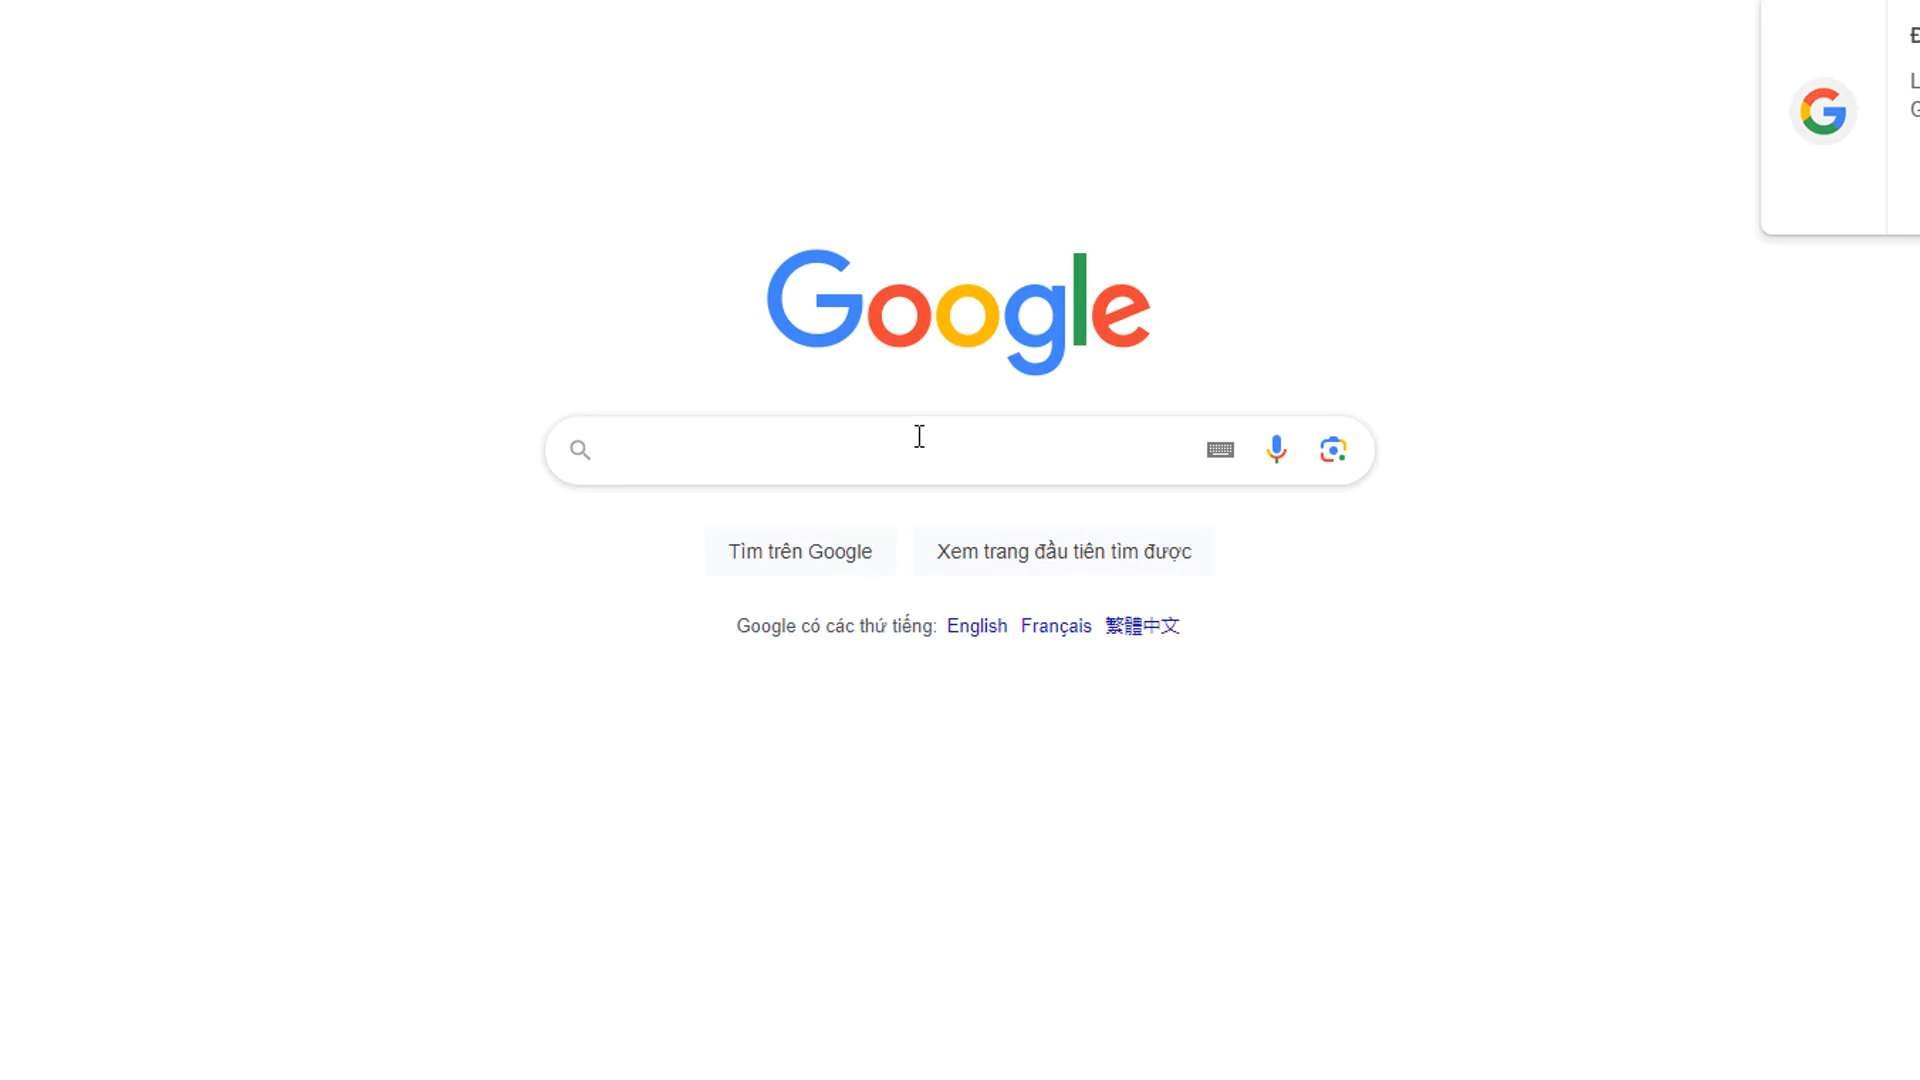 Google
Tìm trên Google
Xem trang đầu tiên tìm được
Google có các thứ tiếng: English Français 繁體中文